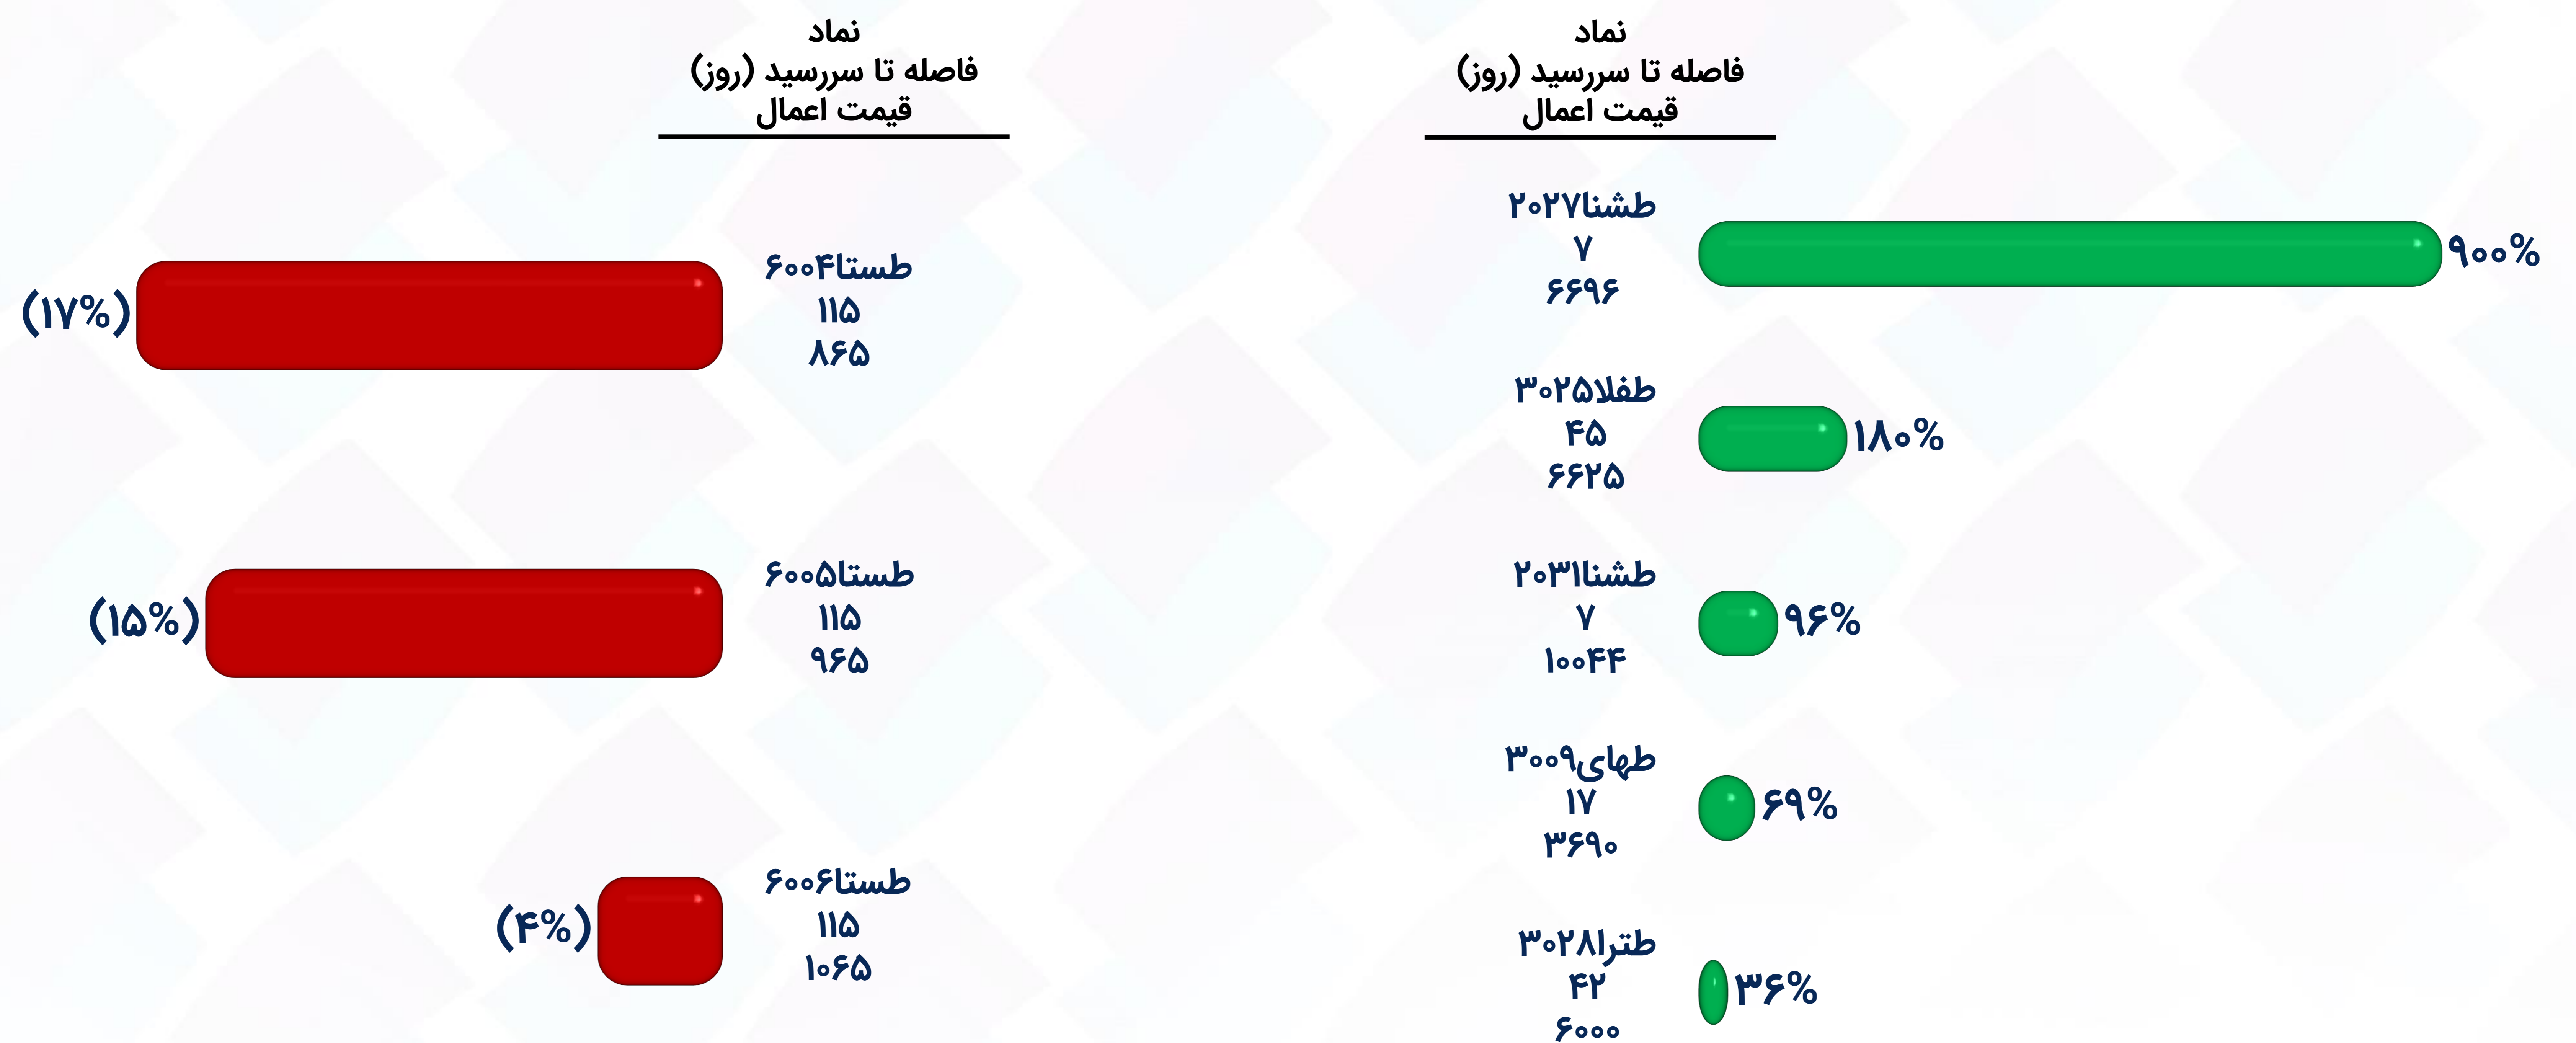 نماد
فاصله تا سررسید (روز)
قیمت اعمال
طشنا۲۰۲۷
۷
۶۶۹۶
۹۰۰%
طفلا۳۰۲۵
۴۵
۶۶۲۵
۱۸۰%
طشنا۲۰۳۱
۷
۱۰۰۴۴
۹۶%
طهای۳۰۰۹
۱۷
۳۶۹۰
۶۹%
طترا۳۰۲۸
۴۲
۶۰۰۰
۳۶%
نماد
فاصله تا سررسید (روز)
قیمت اعمال
طستا۶۰۰۴
۱۱۵
۸۶۵
(۱۷%)
طستا۶۰۰۵
۱۱۵
۹۶۵
(۱۵%)
طستا۶۰۰۶
۱۱۵
۱۰۶۵
(۴%)